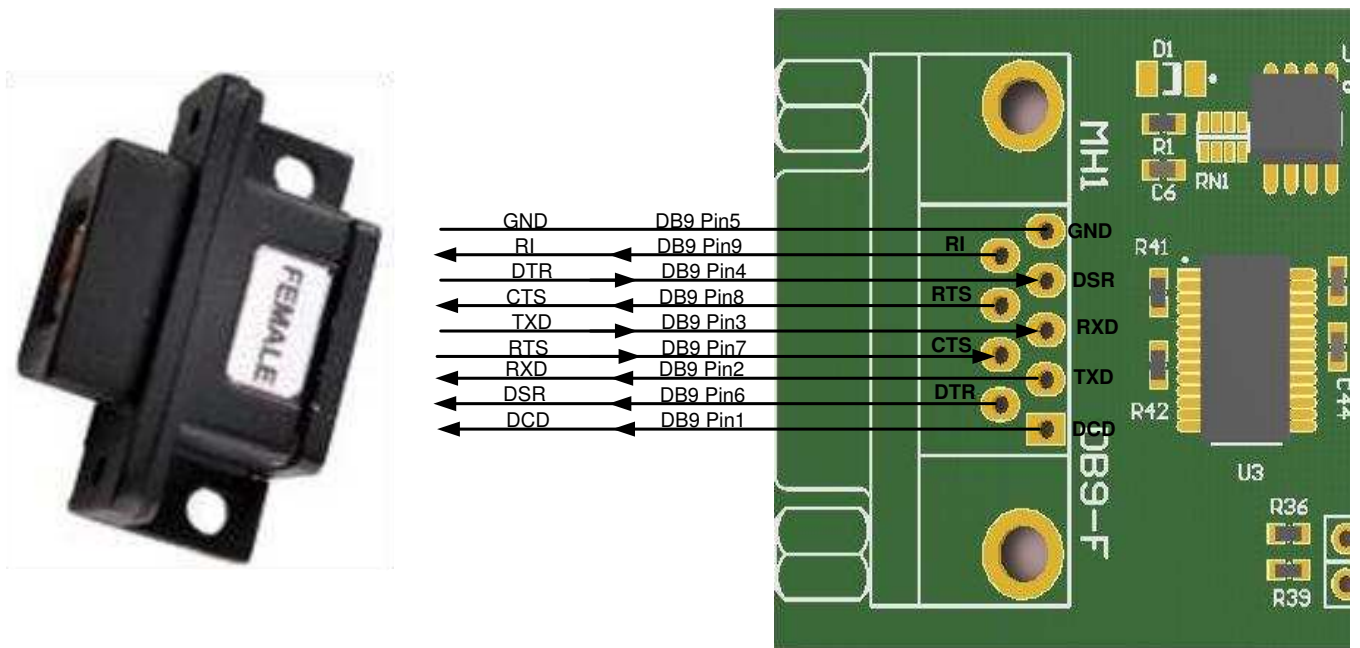 FEMALE
GND DB9 Pin5 GND
RI DB9 Pin9 RI
DTR DB9 Pin4 DSR
CTS DB9 Pin8 RTS
TXD DB9 Pin3 RXD
RTS DB9 Pin7 CTS
RXD DB9 Pin2 TXD
DSR DB9 Pin6 DTR
DCD DB9 Pin1 DCD
MH1
DB9-F
D1
R1
C6
RN1
R41
R42
U3
C44
R36
R39